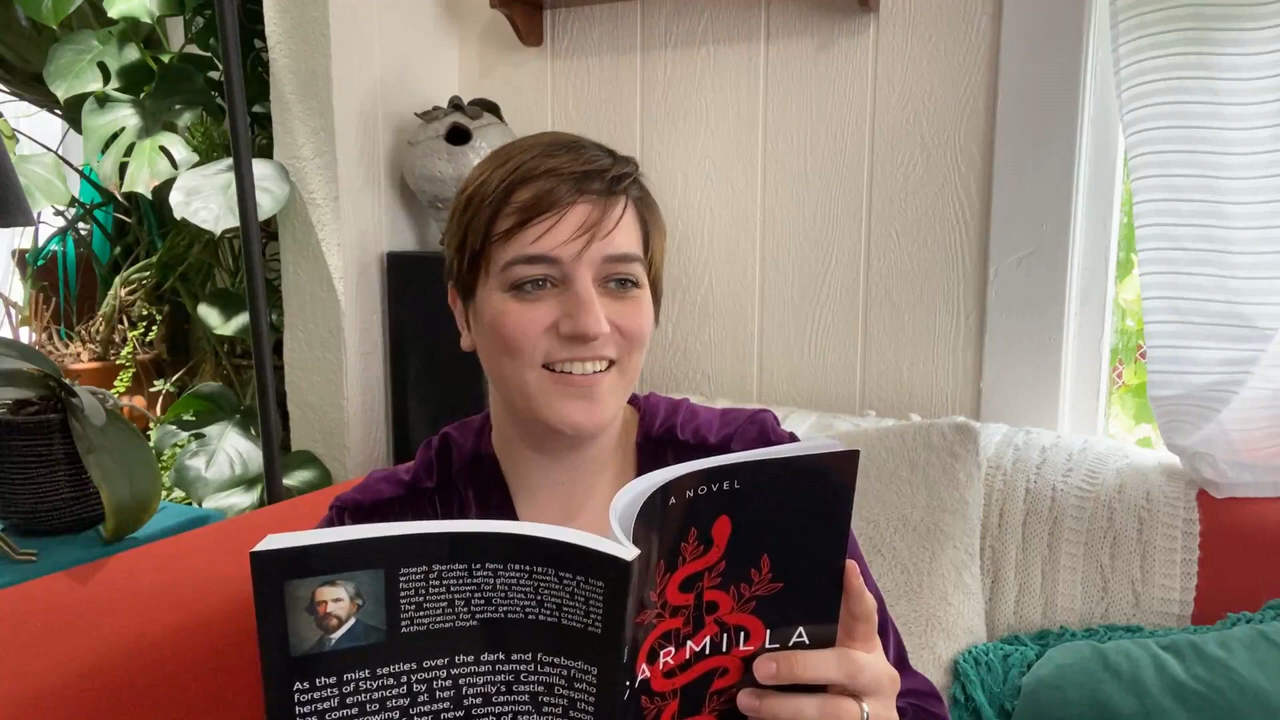 Joseph Sheridan Le Fanu (1814-1873) was an Irish
writer of Gothic tales, mystery novels, and horror
fiction. He was a leading ghost story writer of his time
and is best known for his novel, Carmilla. He also
wrote novels such as Uncle Silas, In a Glass Darkly, and
The House by the Churchyard. His works are
influential in the horror genre, and he is credited as
an inspiration for authors such as Bram Stoker and
Arthur Conan Doyle.
As the mist settles over the dark and foreboding
forests of Styria, a young woman named Laura finds
herself entranced by the enigmatic Carmilla, who
has come to stay at her family's castle. Despite
growing unease, she cannot resist the
of her new companion, and soon
web of seduction
A NOVEL
CARMILLA